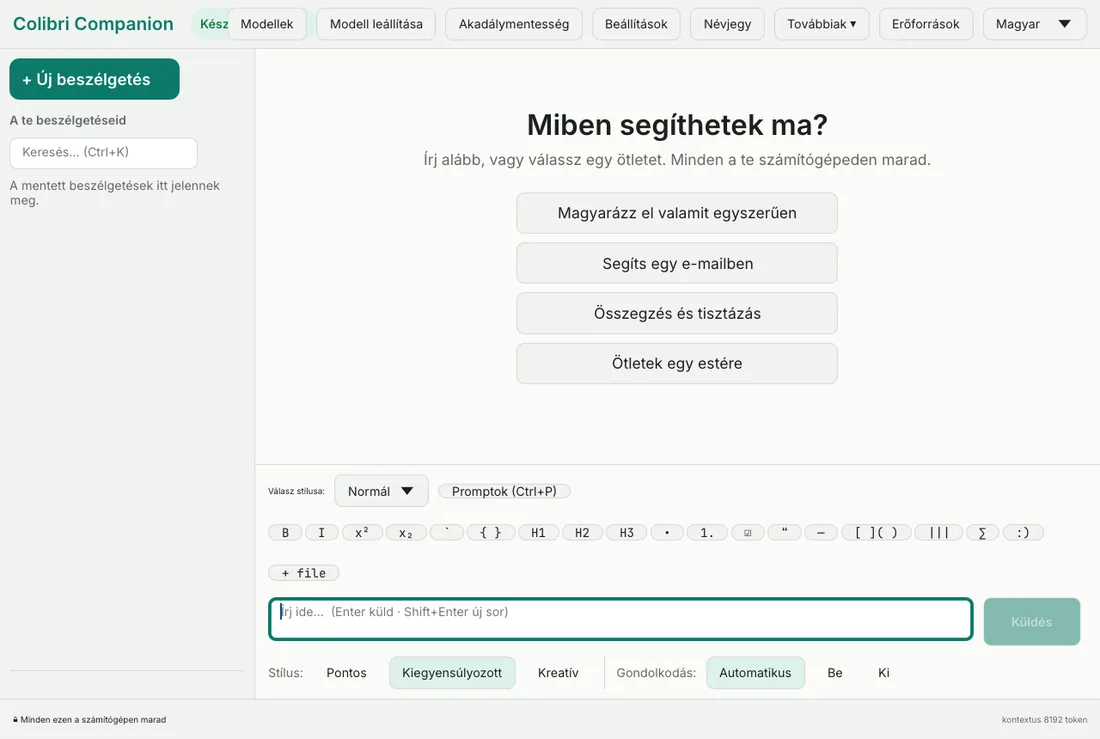 Colibri Companion
Kész
Modellek
Modell leállítása
Akadálymentesség
Beállítások
Névjegy
Továbbiak ▾
Erőforrások
Magyar ▼
+ Új beszélgetés
A te beszélgetéseid
Keresés... (Ctrl+K)
A mentett beszélgetések itt jelennek
meg.
Miben segíthetek ma?
Írj alább, vagy válassz egy ötletet. Minden a te számítógépeden marad.
Magyarázz el valamit egyszerűen
Segíts egy e-mailben
Összegzés és tisztázás
Ötletek egy estére
Válasz stílusa:
Normál ▼
Promptok (Ctrl+P)
B I x² x₂ ` { } H1 H2 H3 • 1. ☑ “ — [ ]( ) ||| ∑ :)
+ file
Írj ide... (Enter küld · Shift+Enter új sor)
Küldés
Stílus: Pontos Kiegyensúlyozott Kreatív Gondolkodás: Automatikus Be Ki
Minden ezen a számítógépen marad
kontextus 8192 token